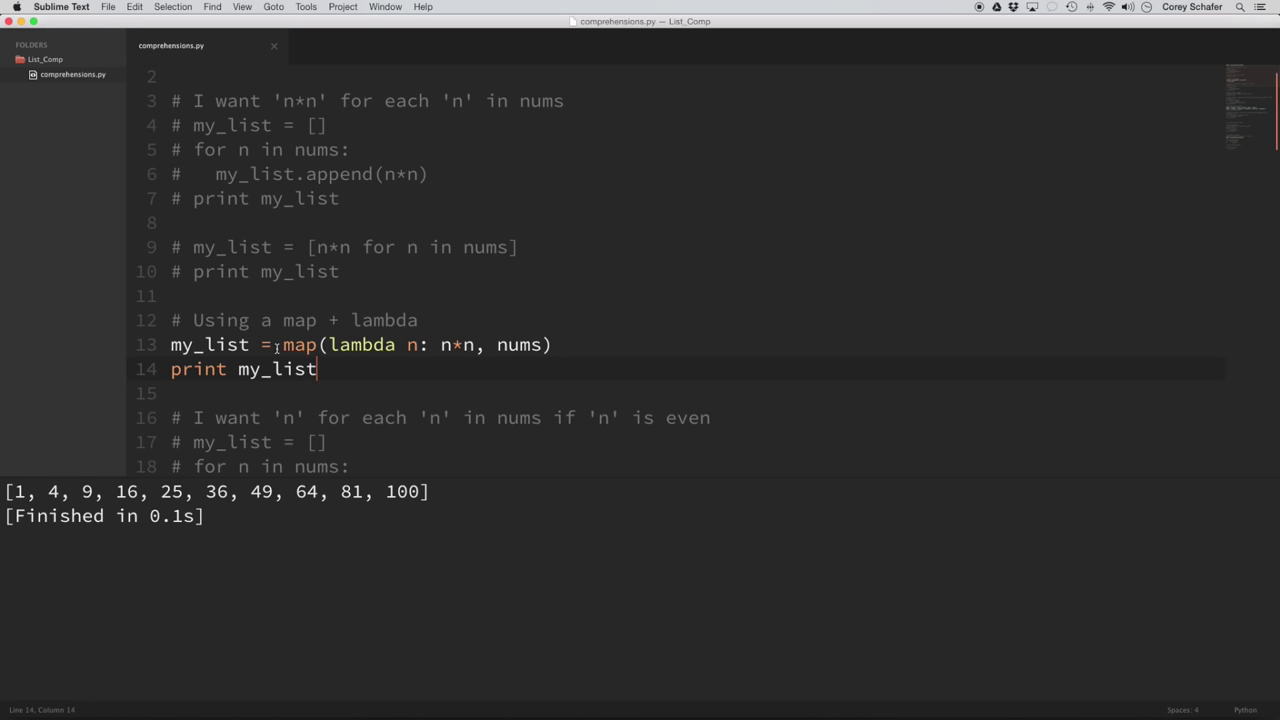 Sublime Text File Edit Selection Find View Goto Tools Project Window Help Corey Schafer
comprehensions.py — List_Comp
FOLDERS
List_Comp
comprehensions.py
comprehensions.py
2
3 # I want 'n*n' for each 'n' in nums
4 # my_list = []
5 # for n in nums:
6 #   my_list.append(n*n)
7 # print my_list
8
9 # my_list = [n*n for n in nums]
10 # print my_list
11
12 # Using a map + lambda
13 my_list = map(lambda n: n*n, nums)
14 print my_list
15
16 # I want 'n' for each 'n' in nums if 'n' is even
17 # my_list = []
18 # for n in nums:
[1, 4, 9, 16, 25, 36, 49, 64, 81, 100]
[Finished in 0.1s]
Line 14, Column 14 Spaces: 4 Python